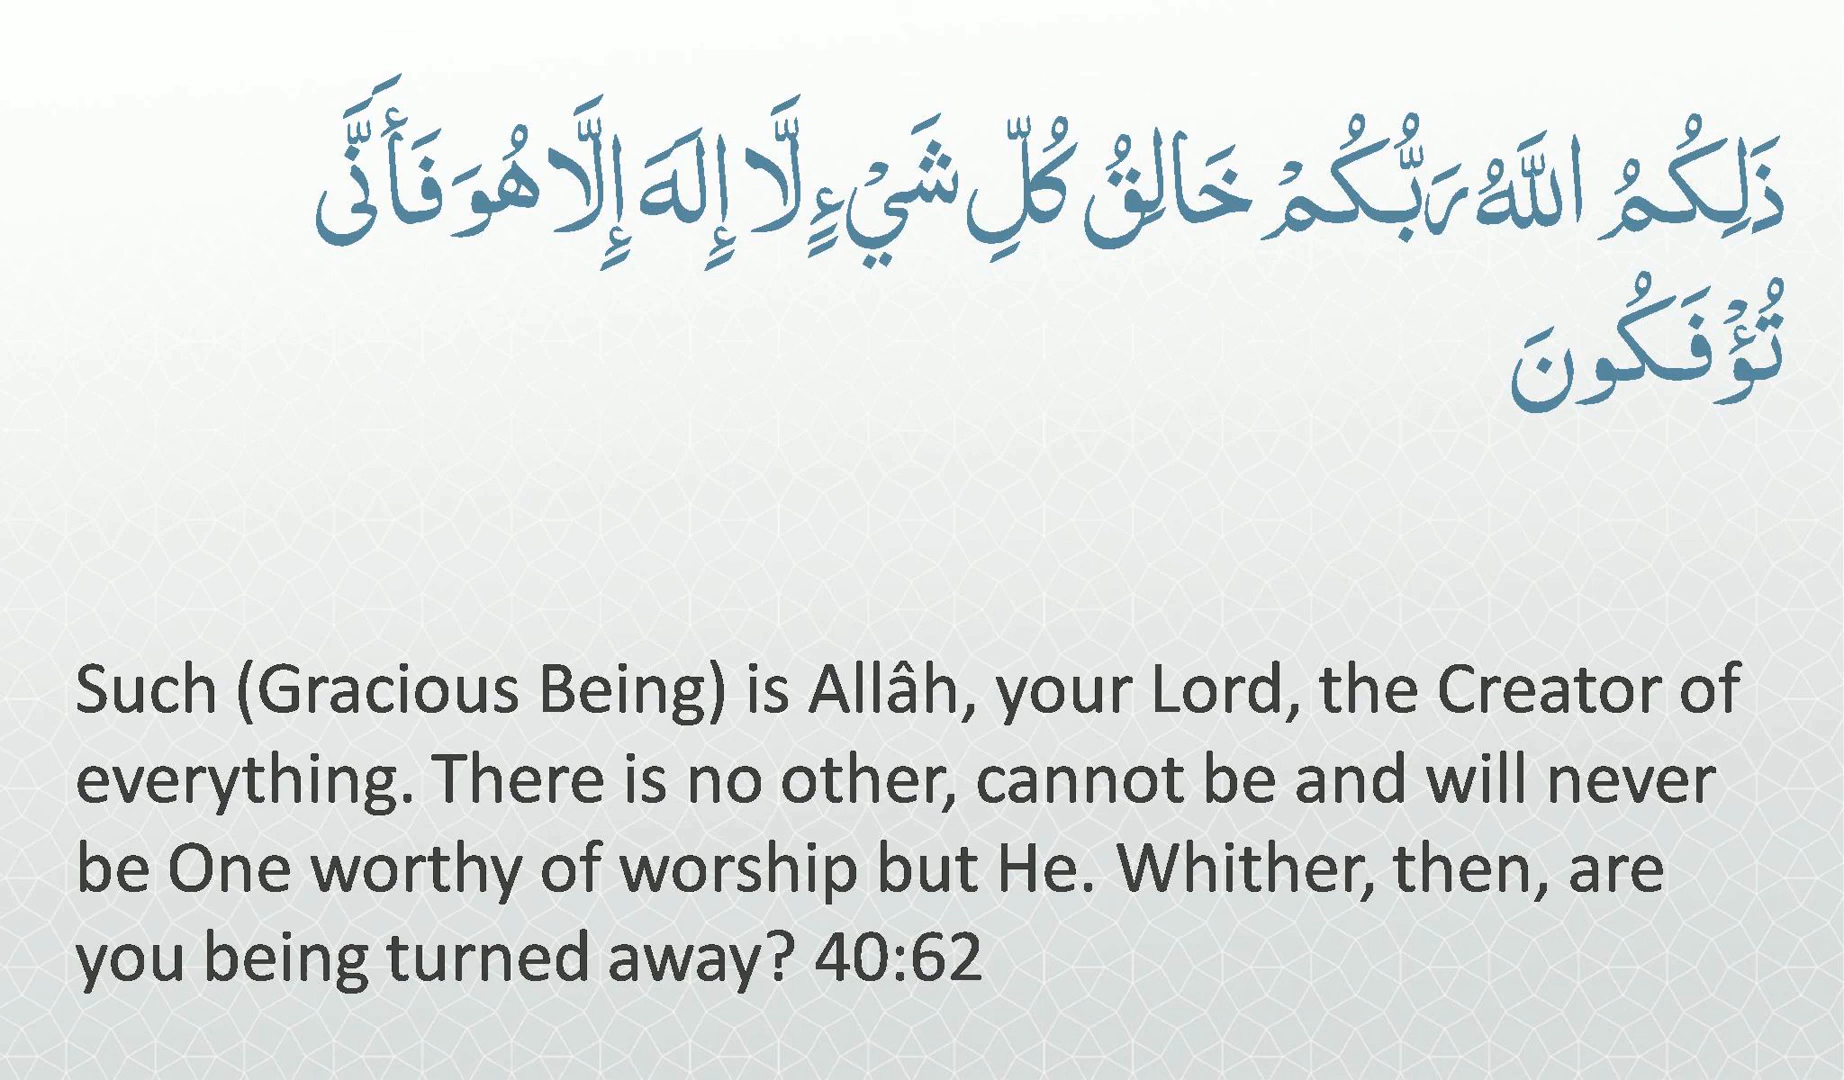 ذَلِكُمُ اللَّهُ رَبُّكُمْ خَالِقُ كُلِّ شَيْءٍ لَّا إِلَهَ إِلَّا هُوَ فَأَنَّى
تُؤْفَكُونَ
Such (Gracious Being) is Allâh, your Lord, the Creator of
everything. There is no other, cannot be and will never
be One worthy of worship but He. Whither, then, are
you being turned away? 40:62